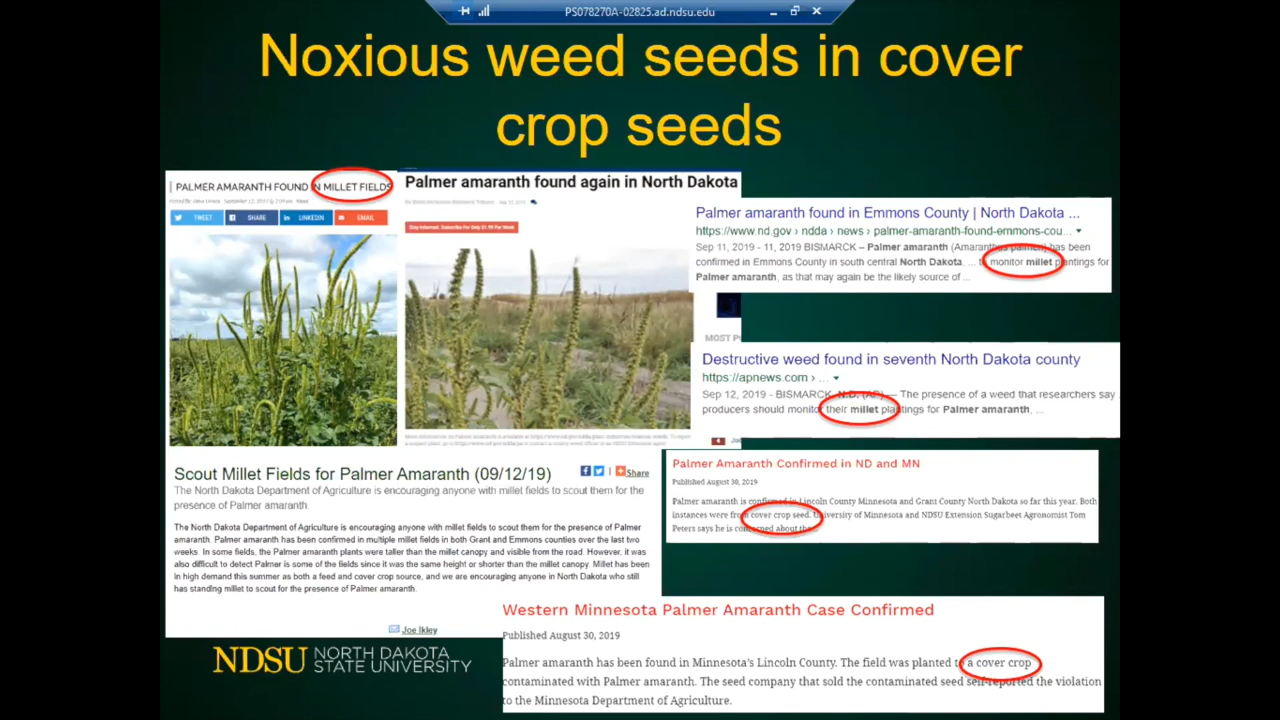 PS078270A-02825.ad.ndsu.edu
Noxious weed seeds in cover
crop seeds
PALMER AMARANTH FOUND IN MILLET FIELDS
TWEET
SHARE
LINKEDIN
EMAIL
Palmer amaranth found again in North Dakota
Stay Informed. Subscribe For Only $1.99 Per Week
Palmer amaranth found in Emmons County | North Dakota ...
https://www.nd.gov › ndda › news › palmer-amaranth-found-emmons-cou...
Sep 11, 2019 - 11, 2019 BISMARCK – Palmer amaranth (Amaranthus palmeri) has been
confirmed in Emmons County in south central North Dakota. ... to monitor millet plantings for
Palmer amaranth, as that may again be the likely source of ...
MOST
Destructive weed found in seventh North Dakota county
https://apnews.com › ...
Sep 12, 2019 - BISMARCK, N.D. (AP) — The presence of a weed that researchers say
producers should monitor their millet plantings for Palmer amaranth, ...
Scout Millet Fields for Palmer Amaranth (09/12/19)
Share
The North Dakota Department of Agriculture is encouraging anyone with millet fields to scout them for the
presence of Palmer amaranth
The North Dakota Department of Agriculture is encouraging anyone with millet fields to scout them for the presence of Palmer
amaranth. Palmer amaranth has been confirmed in multiple millet fields in both Grant and Emmons counties over the last two
weeks. In some fields, the Palmer amaranth plants were taller than the millet canopy and visible from the road. However, it was
also difficult to detect Palmer is some of the fields since it was the same height or shorter than the millet canopy. Millet has been
in high demand this summer as both a feed and cover crop source, and we are encouraging anyone in North Dakota who still
has standing millet to scout for the presence of Palmer amaranth.
Joe Ikley
Palmer Amaranth Confirmed in ND and MN
Published August 30, 2019
Palmer amaranth is confirmed in Lincoln County Minnesota and Grant County North Dakota so far this year. Both
instances were from cover crop seed. University of Minnesota and NDSU Extension Sugarbeet Agronomist Tom
Peters says he is concerned about the...
Western Minnesota Palmer Amaranth Case Confirmed
Published August 30, 2019
Palmer amaranth has been found in Minnesota's Lincoln County. The field was planted to a cover crop
contaminated with Palmer amaranth. The seed company that sold the contaminated seed self-reported the violation
to the Minnesota Department of Agriculture.
NDSU NORTH DAKOTA
STATE UNIVERSITY